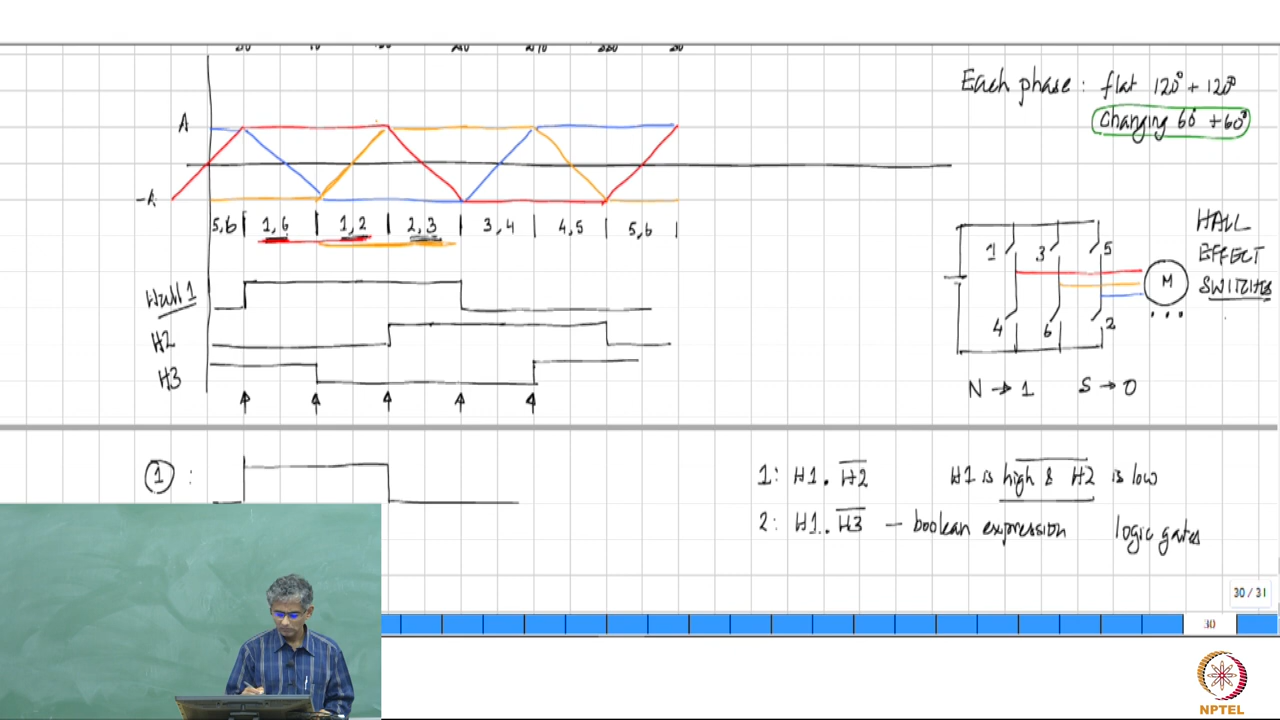 Each phase : flat 120° + 120°
Changing 60° + 60°
A
-A
5,6 | 1,6 | 1,2 | 2,3 | 3,4 | 4,5 | 5,6 |
Hall 1
H2
H3
1 3 5
4 6 2
M
HALL
EFFECT
SWITCHES
N → 1 S → 0
1 :
1: H1 . H̅2̅ H1 is high & H2 is low
2: H1 . H̅3̅ – boolean expression logic gates
30 / 31
30
NPTEL